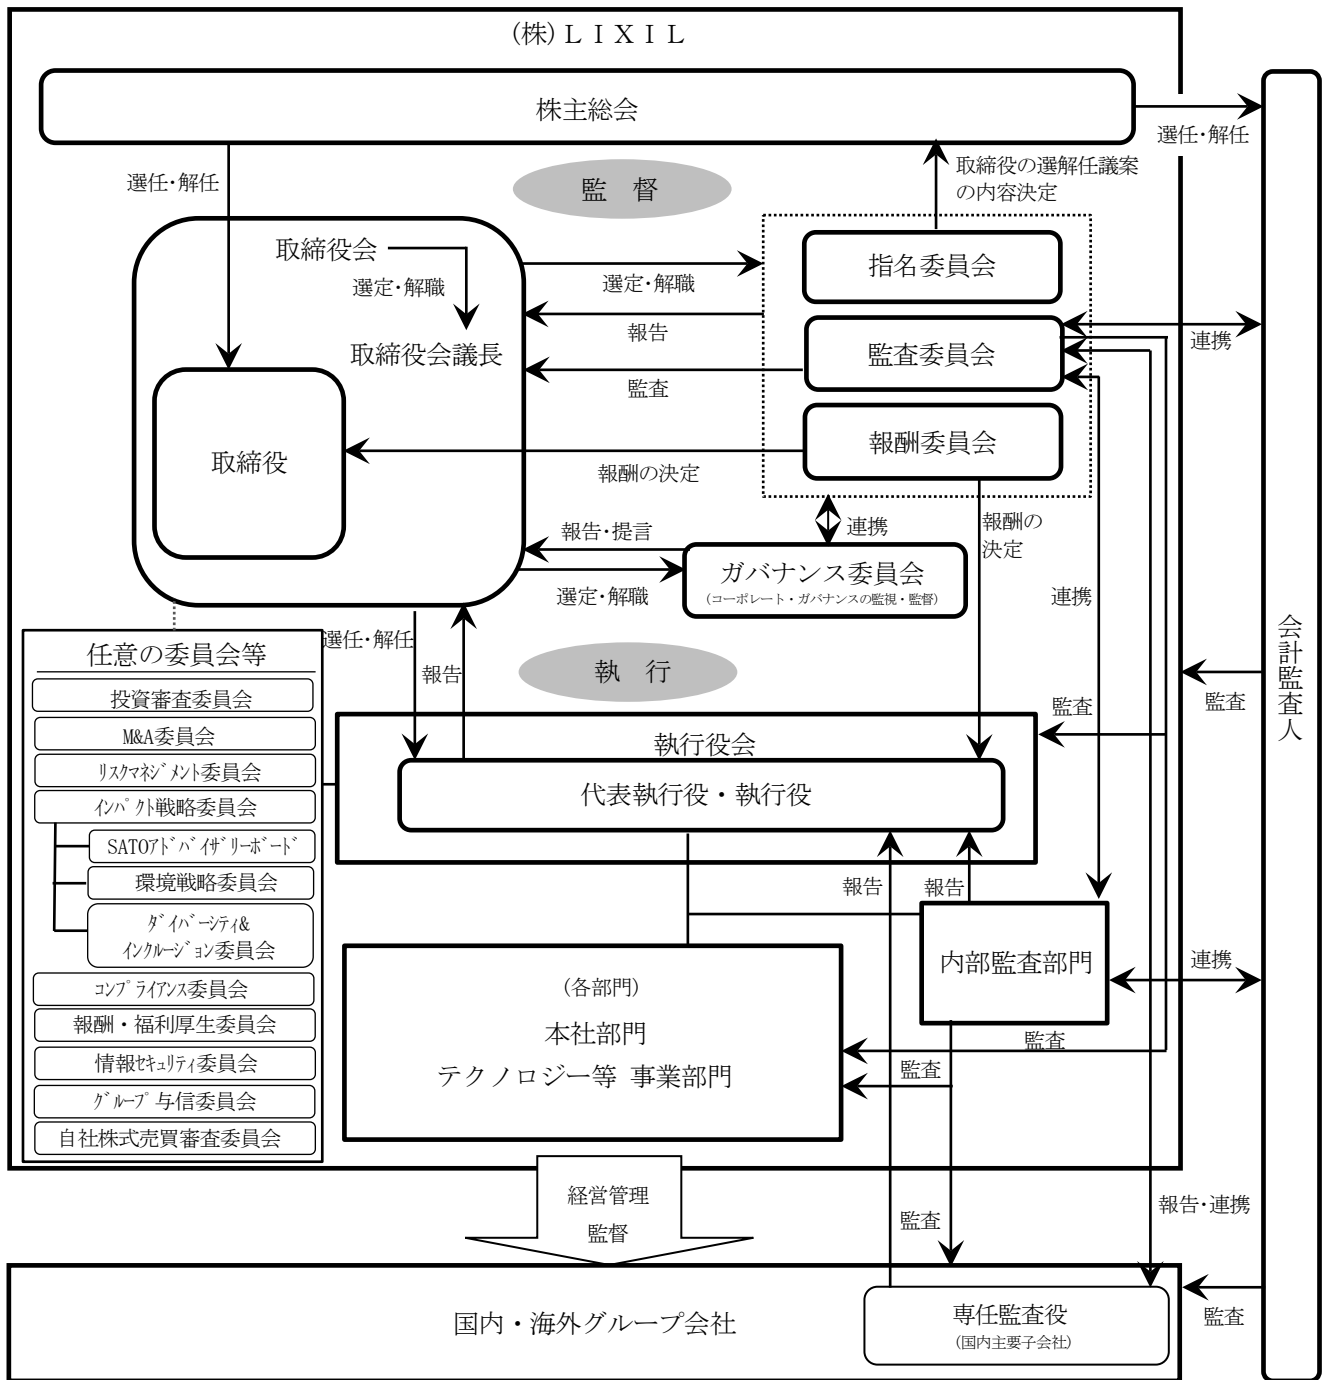 (株)ＬＩＸＩＬ
株主総会
選任･解任
選任･解任
監　督
取締役の選解任議案
の内容決定
取締役会
選定･解職
取締役会議長
取締役
選定･解職
報告
監査
報酬の決定
指名委員会
監査委員会
報酬委員会
連携
報告･提言
選定･解職
連携
報酬の
決定
ガバナンス委員会
(コーポレート・ガバナンスの監視・監督)
連携
会計監査人
任意の委員会等
投資審査委員会
M&A委員会
ﾘｽｸﾏﾈｼﾞﾒﾝﾄ委員会
ｲﾝﾊﾟｸﾄ戦略委員会
SATOｱﾄﾞﾊﾞｲｻﾞﾘｰﾎﾞｰﾄﾞ
環境戦略委員会
ﾀﾞｲﾊﾞｰｼﾃｨ&
ｲﾝｸﾙｰｼﾞｮﾝ委員会
ｺﾝﾌﾟﾗｲｱﾝｽ委員会
報酬・福利厚生委員会
情報ｾｷｭﾘﾃｨ委員会
ｸﾞﾙｰﾌﾟ与信委員会
自社株式売買審査委員会
選任･解任
報告
執　行
監査
監査
執行役会
代表執行役・執行役
報告
報告
内部監査部門
連携
(各部門)
本社部門
テクノロジー等 事業部門
監査
監査
経営管理
監督
監査
報告･連携
国内・海外グループ会社
専任監査役
(国内主要子会社)
監査